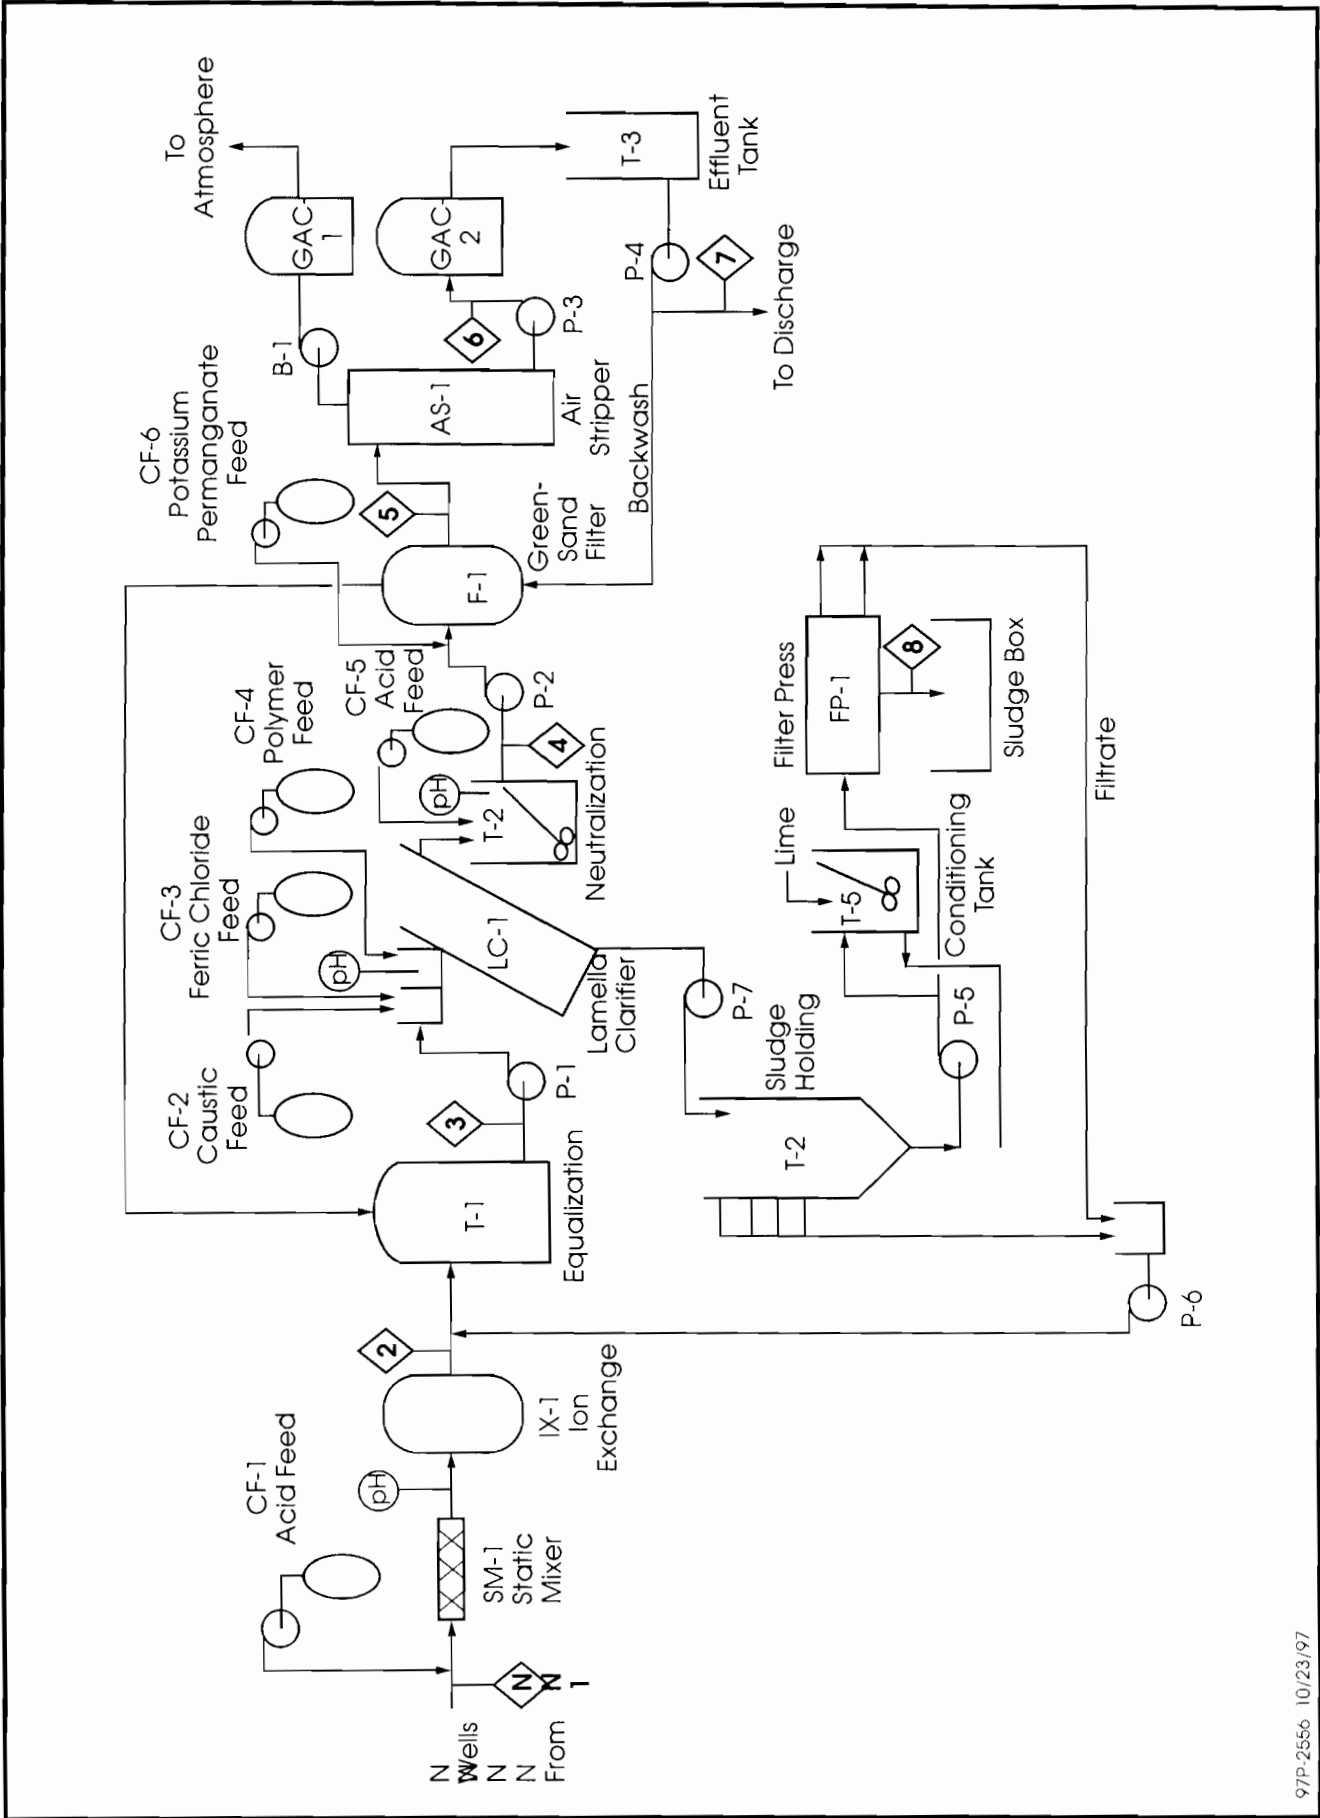 To
Atmosphere
GAC-
1
GAC-
2
T-3
Effluent
Tank
B-1
P-3
6
P-4
7
To Discharge
CF-6
Potassium
Permanganate
Feed
AS-1
Air
Stripper
Backwash
5
F-1
Green-
Sand
Filter
CF-5
Acid
Feed
P-2
4
CF-4
Polymer
Feed
pH
T-2
Neutralization
CF-3
Ferric Chloride
Feed
pH
LC-1
Lamella
Clarifier
P-7
CF-2
Caustic
Feed
3
P-1
T-1
Equalization
Sludge
Holding
T-2
P-5
Lime
T-5
Conditioning
Tank
Filter Press
FP-1
8
Sludge Box
Filtrate
P-6
2
IX-1
Ion
Exchange
CF-1
Acid Feed
pH
SM-1
Static
Mixer
N
N
1
N
Wells
N
N
From
97P-2556 10/23/97